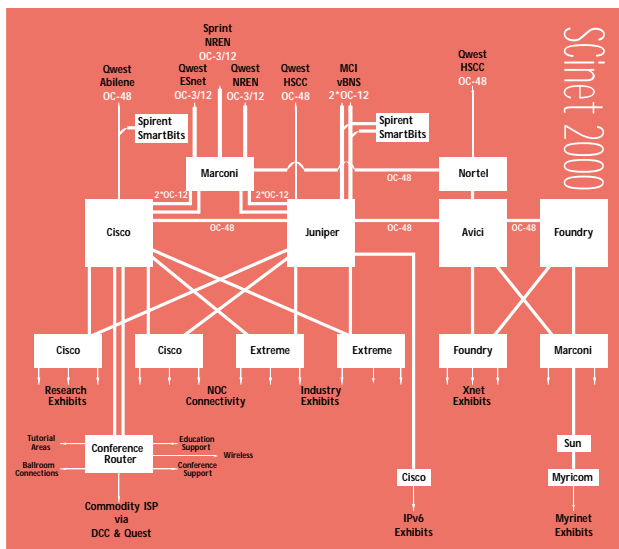 SCinet 2000
Sprint
NREN
OC-3/12
Qwest
Abilene
OC-48
Qwest
ESnet
OC-3/12
Qwest
NREN
OC-3/12
Qwest
HSCC
OC-48
MCI
vBNS
2*OC-12
Qwest
HSCC
OC-48
Spirent
SmartBits
Spirent
SmartBits
Marconi
OC-48
Nortel
2*OC-12
2*OC-12
Cisco
OC-48
Juniper
OC-48
Avici
OC-48
Foundry
Cisco
Cisco
Extreme
Extreme
Foundry
Marconi
Research
Exhibits
NOC
Connectivity
Industry
Exhibits
Xnet
Exhibits
Tutorial
Areas
Ballroom
Connections
Conference
Router
Education
Support
Wireless
Conference
Support
Sun
Cisco
Myricom
Commodity ISP
via
DCC & Quest
IPv6
Exhibits
Myrinet
Exhibits